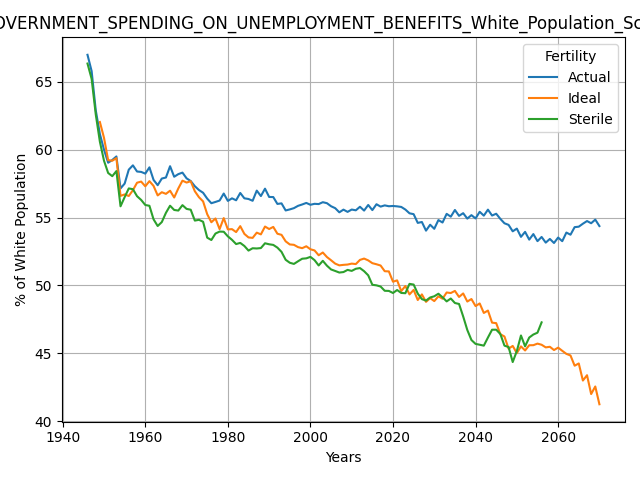 OVERNMENT_SPENDING_ON_UNEMPLOYMENT_BENEFITS_White_Population_Sc
Fertility
Actual
Ideal
Sterile
% of White Population
65
60
55
50
45
40
1940
1960
1980
2000
2020
2040
2060
Years